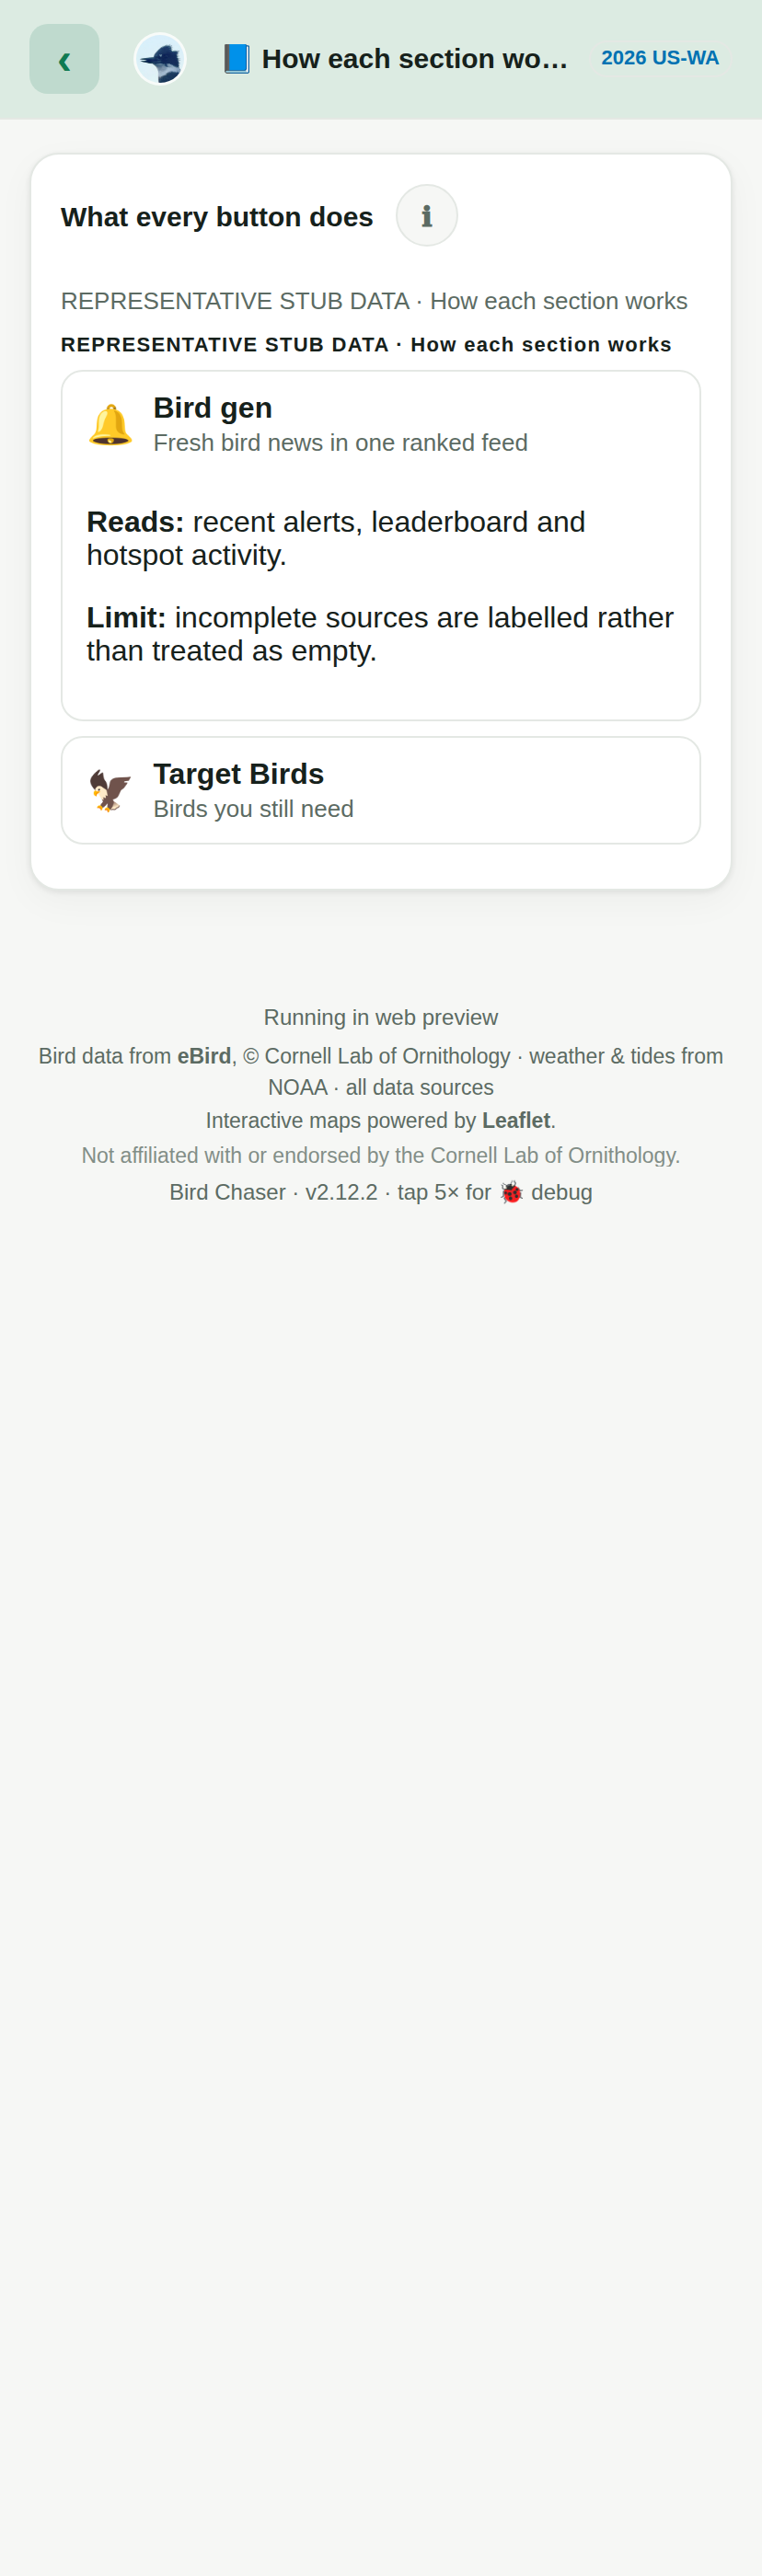 ‹ 📘 How each section wo… 2026 US-WA
What every button does ℹ
REPRESENTATIVE STUB DATA · How each section works
REPRESENTATIVE STUB DATA · How each section works
🔔 Bird gen
Fresh bird news in one ranked feed
Reads: recent alerts, leaderboard and
hotspot activity.
Limit: incomplete sources are labelled rather
than treated as empty.
🦅 Target Birds
Birds you still need
Running in web preview
Bird data from eBird, © Cornell Lab of Ornithology · weather & tides from
NOAA · all data sources
Interactive maps powered by Leaflet.
Not affiliated with or endorsed by the Cornell Lab of Ornithology.
Bird Chaser · v2.12.2 · tap 5× for 🐞 debug